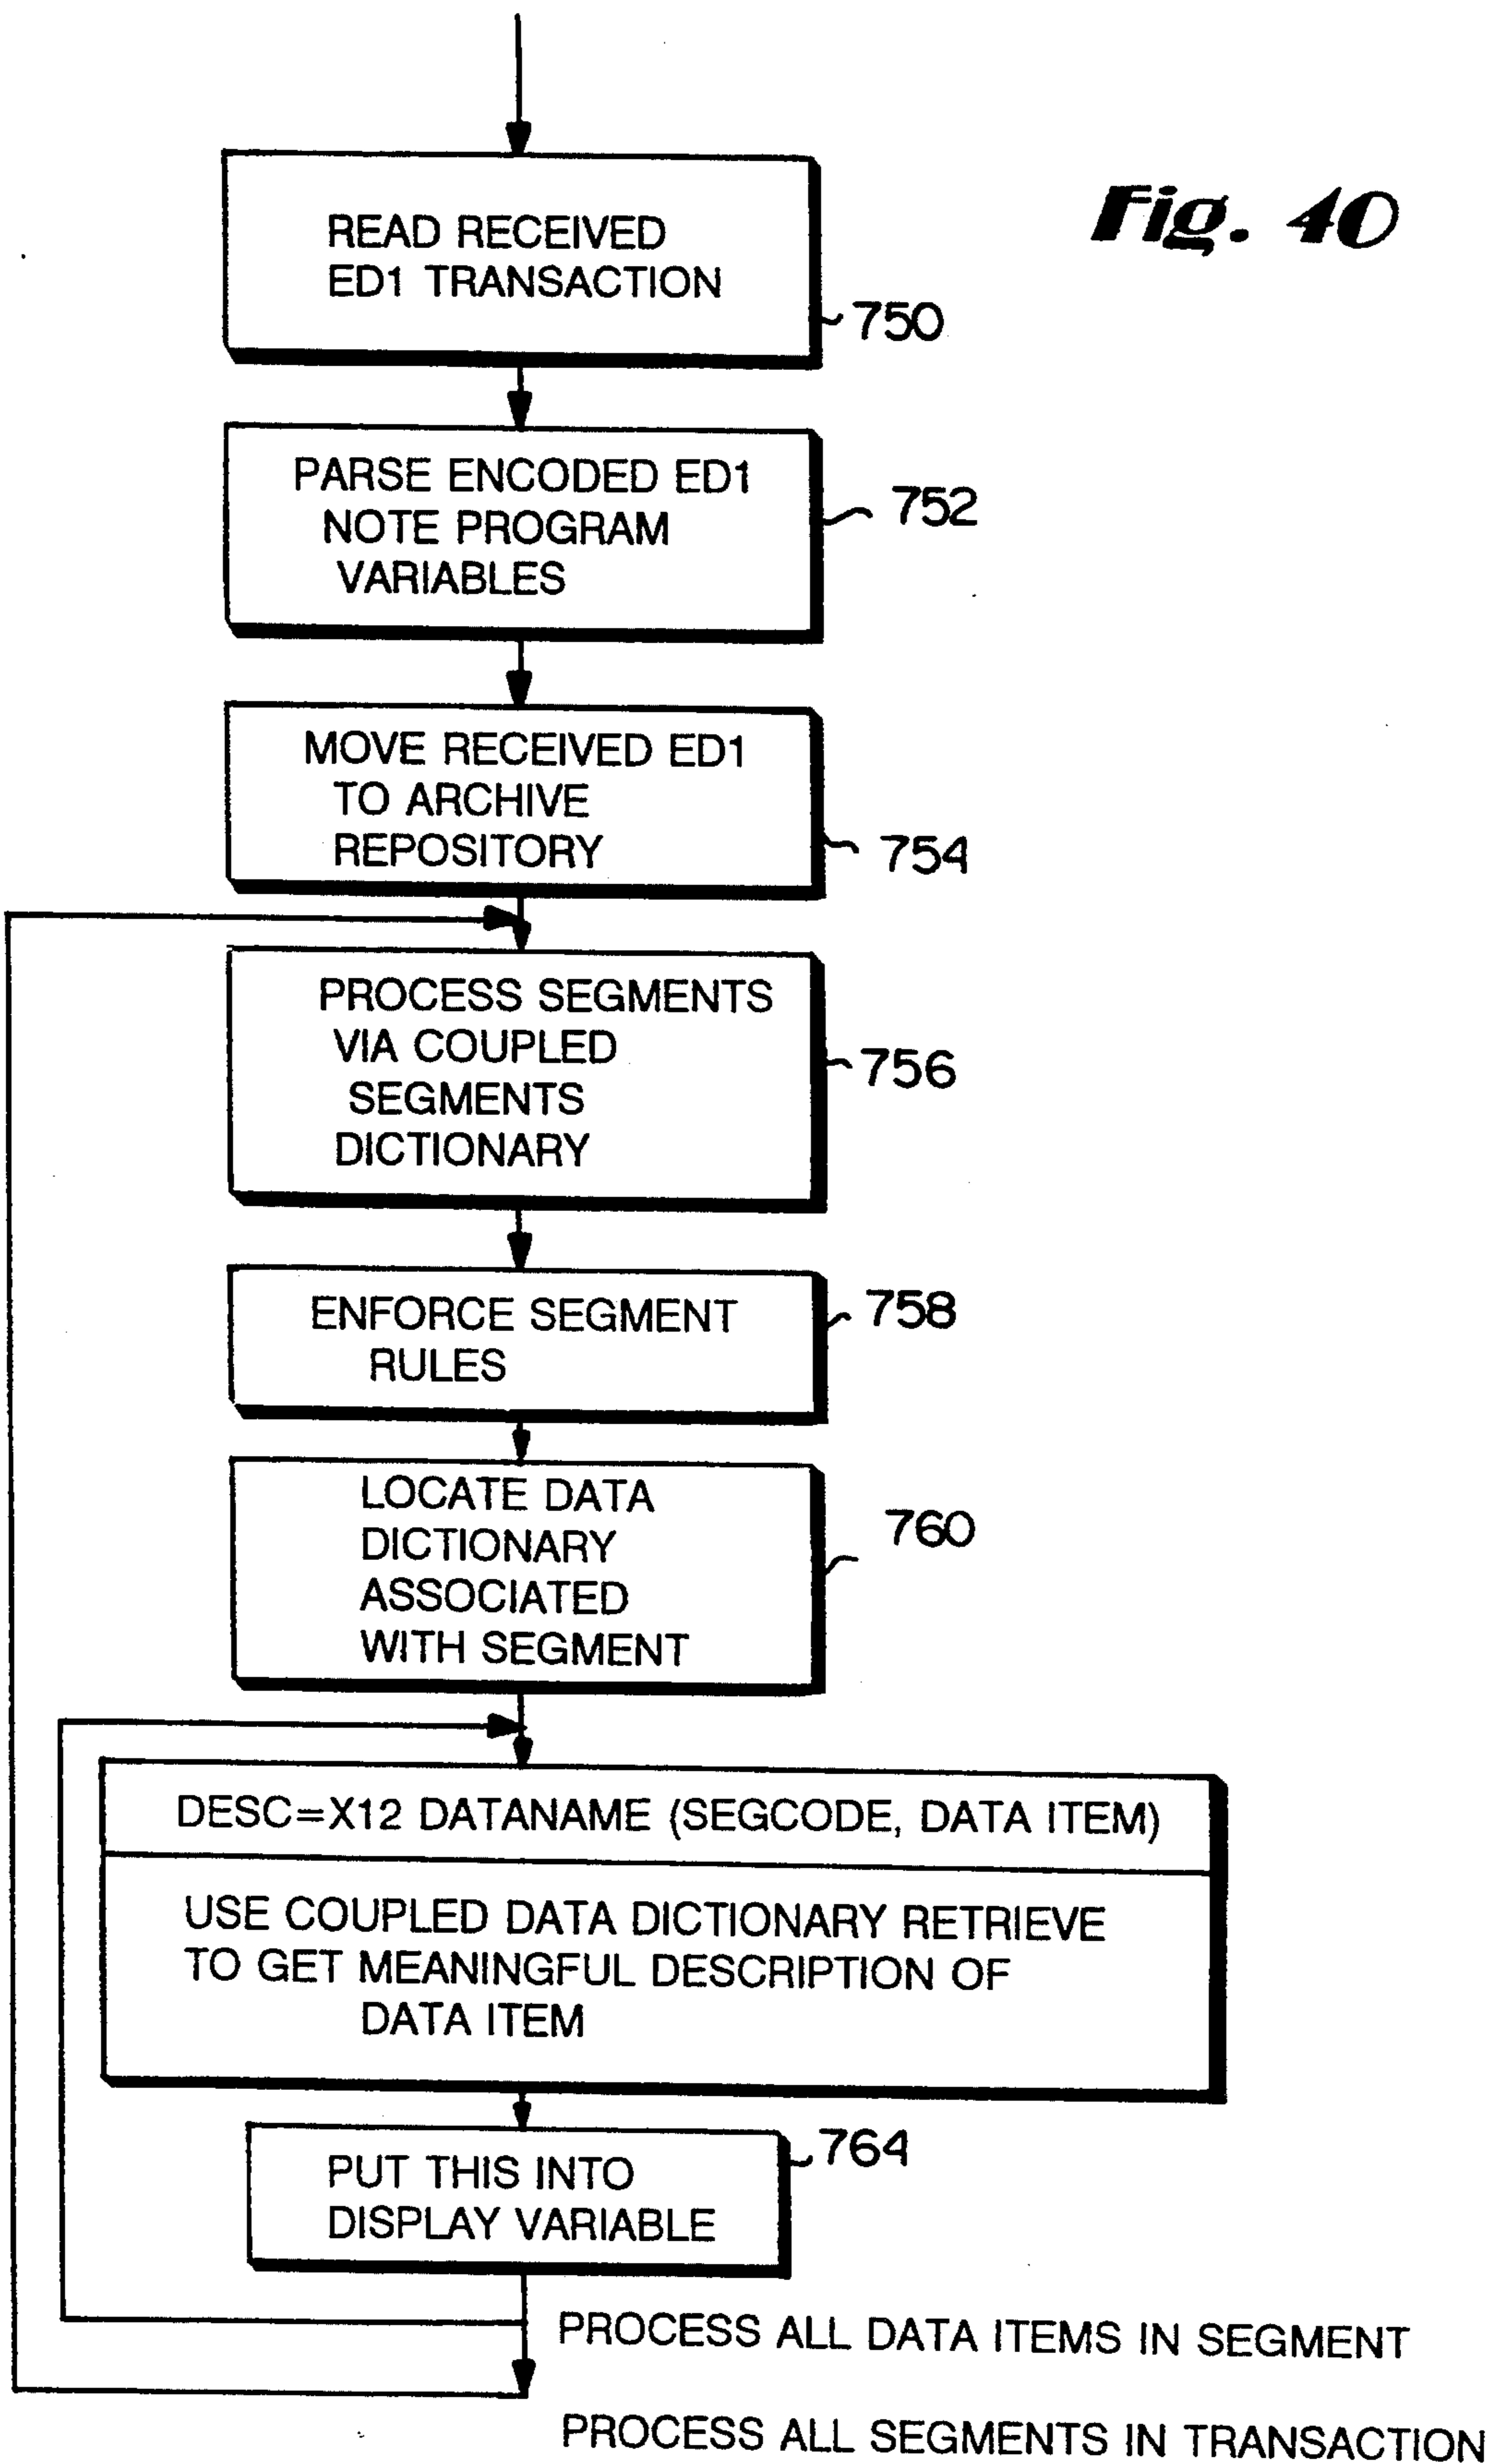 Fig. 40
READ RECEIVED
ED1 TRANSACTION
750
PARSE ENCODED ED1
NOTE PROGRAM
VARIABLES
752
MOVE RECEIVED ED1
TO ARCHIVE
REPOSITORY
754
PROCESS SEGMENTS
VIA COUPLED
SEGMENTS
DICTIONARY
756
ENFORCE SEGMENT
RULES
758
LOCATE DATA
DICTIONARY
ASSOCIATED
WITH SEGMENT
760
DESC=X12 DATANAME (SEGCODE, DATA ITEM)
USE COUPLED DATA DICTIONARY RETRIEVE
TO GET MEANINGFUL DESCRIPTION OF
DATA ITEM
PUT THIS INTO
DISPLAY VARIABLE
764
PROCESS ALL DATA ITEMS IN SEGMENT
PROCESS ALL SEGMENTS IN TRANSACTION